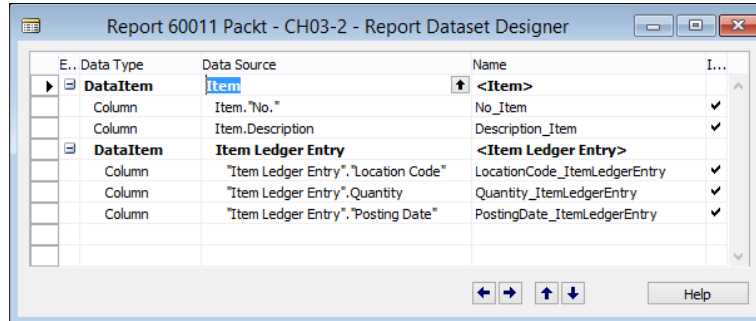 Report 60011 Packt - CH03-2 - Report Dataset Designer
E.. Data Type Data Source Name I...
DataItem Item <Item>
Column Item."No." No_Item
Column Item.Description Description_Item
DataItem Item Ledger Entry <Item Ledger Entry>
Column "Item Ledger Entry"."Location Code" LocationCode_ItemLedgerEntry
Column "Item Ledger Entry".Quantity Quantity_ItemLedgerEntry
Column "Item Ledger Entry"."Posting Date" PostingDate_ItemLedgerEntry
Help